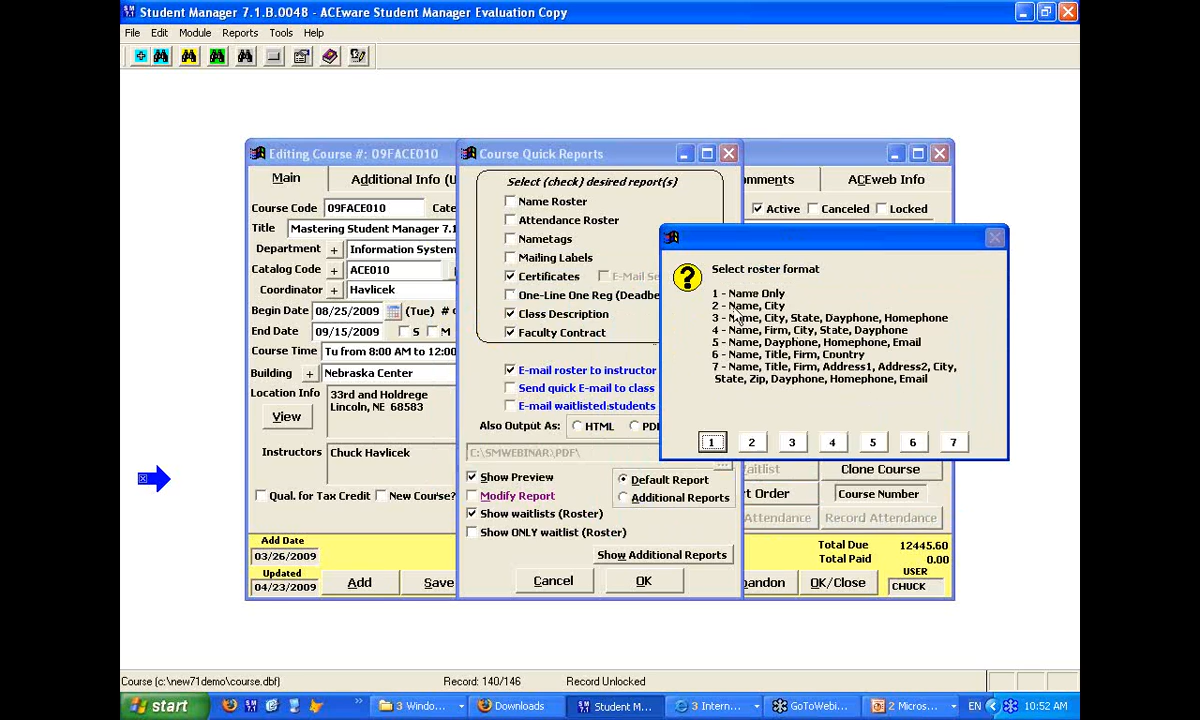 Student Manager 7.1.B.0048 - ACEware Student Manager Evaluation Copy
File Edit Module Reports Tools Help
Editing Course #: 09FACE010
Main Additional Info (U
Course Code 09FACE010 Cate
Title Mastering Student Manager 7.1
Department + Information System
Catalog Code + ACE010
Coordinator + Havlicek
Begin Date 08/25/2009 (Tue) # c
End Date 09/15/2009 S M
Course Time Tu from 8:00 AM to 12:00
Building + Nebraska Center
Location Info 33rd and Holdrege
Lincoln, NE 68583
View
Instructors Chuck Havlicek
Qual. for Tax Credit New Course?
Add Date
03/26/2009
Updated
04/23/2009 Add Save
Course Quick Reports
Select (check) desired report(s)
Name Roster
Attendance Roster
Nametags
Mailing Labels
Certificates E-Mail Se
One-Line One Reg (Deadbe
Class Description
Faculty Contract
E-mail roster to instructor
Send quick E-mail to class
E-mail waitlisted students
Also Output As: HTML PD
C:\SMWEBINAR\PDF\ ...
Show Preview Default Report
Modify Report Additional Reports
Show waitlists (Roster)
Show ONLY waitlist (Roster)
Show Additional Reports
Cancel OK
mments ACEweb Info
Active Canceled Locked
Select roster format
1 - Name Only
2 - Name, City
3 - Name, City, State, Dayphone, Homephone
4 - Name, Firm, City, State, Dayphone
5 - Name, Dayphone, Homephone, Email
6 - Name, Title, Firm, Country
7 - Name, Title, Firm, Address1, Address2, City,
State, Zip, Dayphone, Homephone, Email
1 2 3 4 5 6 7
aitlist Clone Course
t Order Course Number
Attendance Record Attendance
Total Due 12445.60
Total Paid 0.00
USER
andon OK/Close CHUCK
Course (c:\new71demo\course.dbf) Record: 140/146 Record Unlocked
start 3 Windo... Downloads Student M... 3 Intern... GoToWebi... 2 Micros... EN 10:52 AM